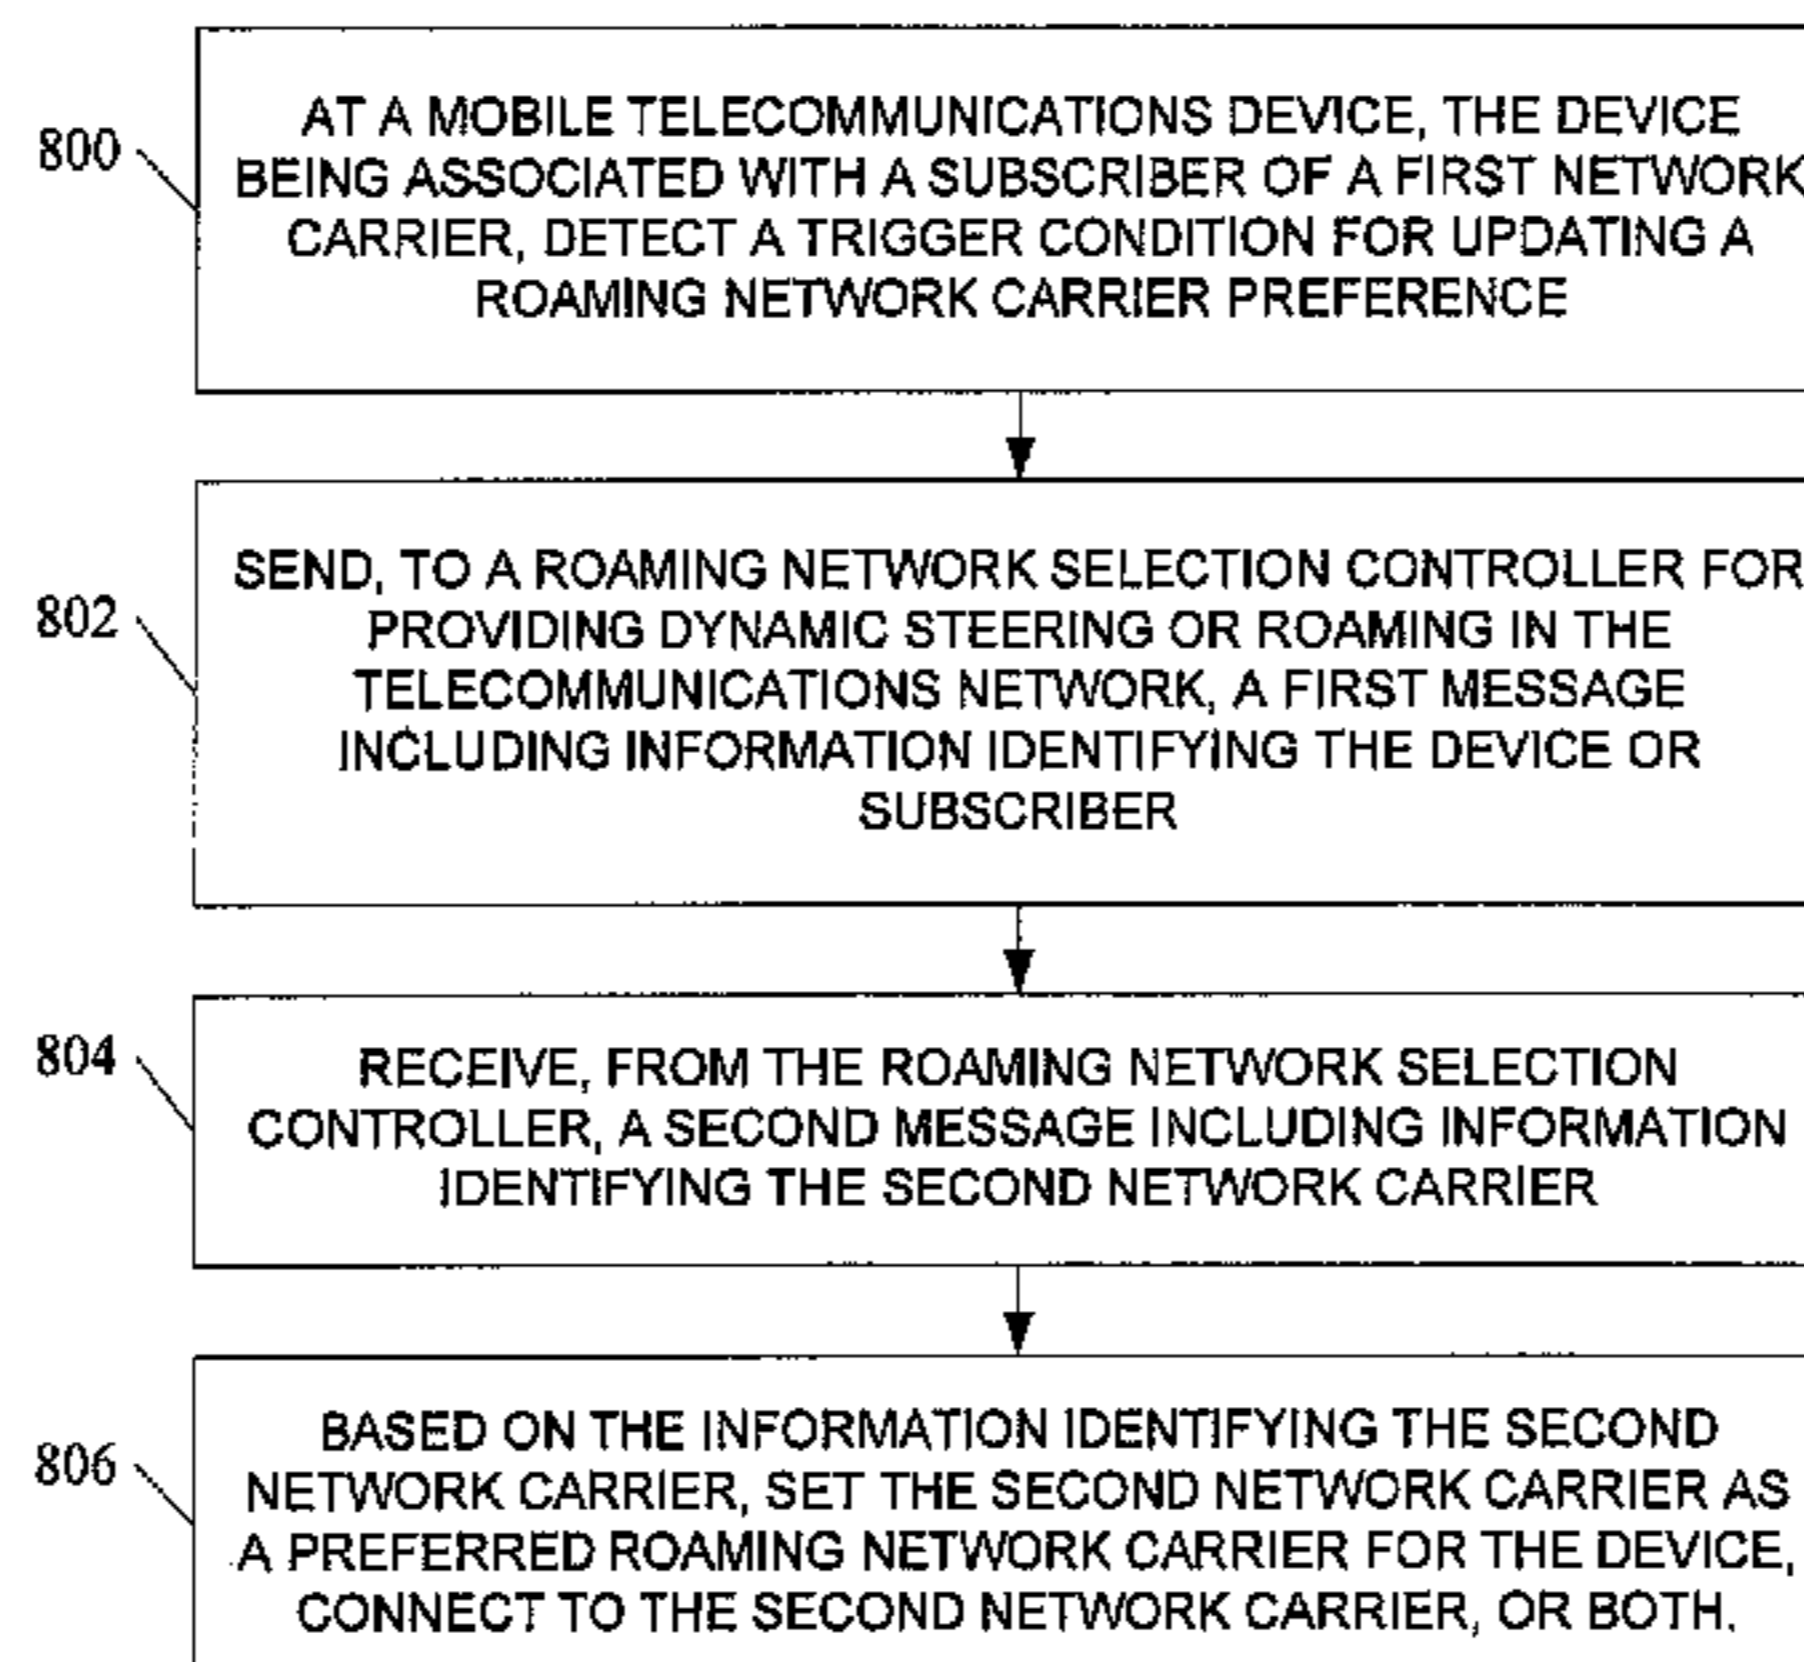 800
AT A MOBILE TELECOMMUNICATIONS DEVICE, THE DEVICE
BEING ASSOCIATED WITH A SUBSCRIBER OF A FIRST NETWORK
CARRIER, DETECT A TRIGGER CONDITION FOR UPDATING A
ROAMING NETWORK CARRIER PREFERENCE
802
SEND, TO A ROAMING NETWORK SELECTION CONTROLLER FOR
PROVIDING DYNAMIC STEERING OR ROAMING IN THE
TELECOMMUNICATIONS NETWORK, A FIRST MESSAGE
INCLUDING INFORMATION IDENTIFYING THE DEVICE OR
SUBSCRIBER
804
RECEIVE, FROM THE ROAMING NETWORK SELECTION
CONTROLLER, A SECOND MESSAGE INCLUDING INFORMATION
IDENTIFYING THE SECOND NETWORK CARRIER
806
BASED ON THE INFORMATION IDENTIFYING THE SECOND
NETWORK CARRIER, SET THE SECOND NETWORK CARRIER AS
A PREFERRED ROAMING NETWORK CARRIER FOR THE DEVICE,
CONNECT TO THE SECOND NETWORK CARRIER, OR BOTH.